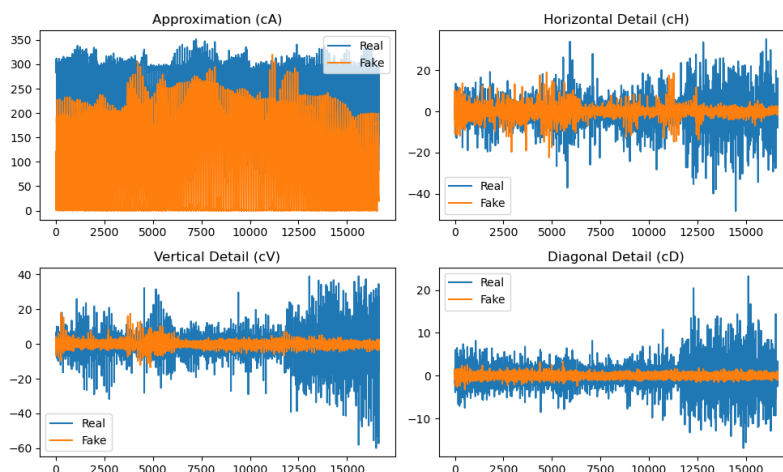 Approximation (cA)
350
300
250
200
150
100
50
0
Real
Fake
0 2500 5000 7500 10000 12500 15000
Horizontal Detail (cH)
20
0
−20
−40
Real
Fake
0 2500 5000 7500 10000 12500 15000
Vertical Detail (cV)
40
20
0
−20
−40
−60
Real
Fake
0 2500 5000 7500 10000 12500 15000
Diagonal Detail (cD)
20
10
0
−10
Real
Fake
0 2500 5000 7500 10000 12500 15000